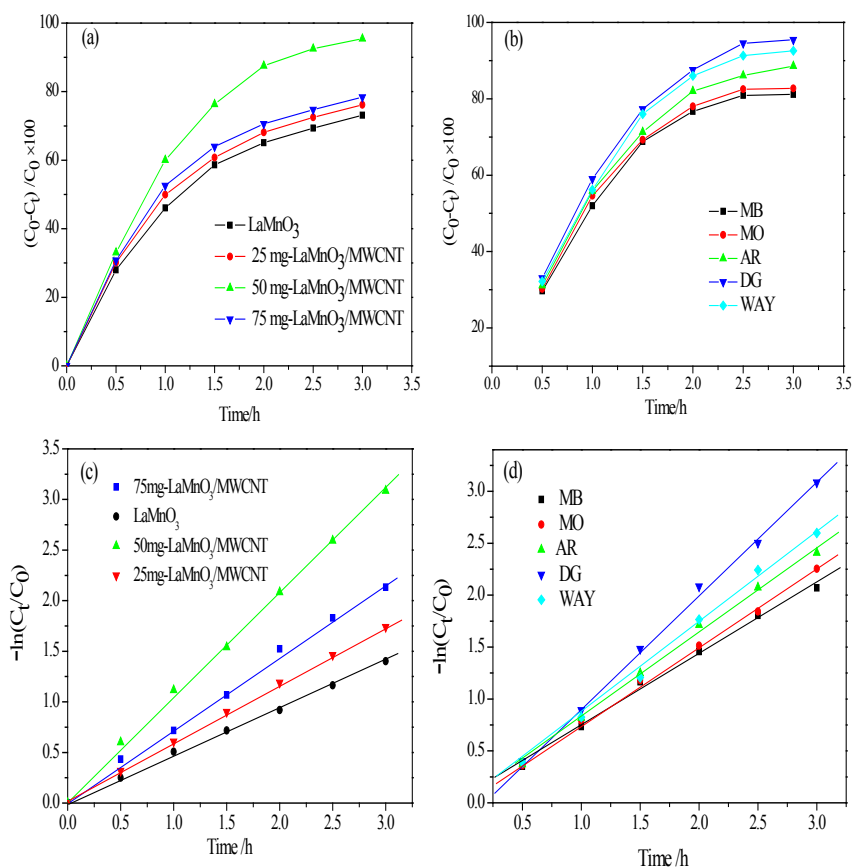 (a)
100
80
60
40
20
0
(C₀-Cₜ) /C₀ ×100
LaMnO₃
25 mg-LaMnO₃/MWCNT
50 mg-LaMnO₃/MWCNT
75 mg-LaMnO₃/MWCNT
0.0 0.5 1.0 1.5 2.0 2.5 3.0 3.5
Time/h
(b)
100
80
60
40
20
(C₀-Cₜ) /C₀ ×100
MB
MO
AR
DG
WAY
0.0 0.5 1.0 1.5 2.0 2.5 3.0 3.5
Time/h
(c)
3.5
3.0
2.5
2.0
1.5
1.0
0.5
0.0
-ln(Cₜ/C₀)
75mg-LaMnO₃/MWCNT
LaMnO₃
50mg-LaMnO₃/MWCNT
25mg-LaMnO₃/MWCNT
0.0 0.5 1.0 1.5 2.0 2.5 3.0
Time /h
(d)
3.0
2.5
2.0
1.5
1.0
0.5
0.0
-ln(Cₜ/C₀)
MB
MO
AR
DG
WAY
0.5 1.0 1.5 2.0 2.5 3.0
Time /h